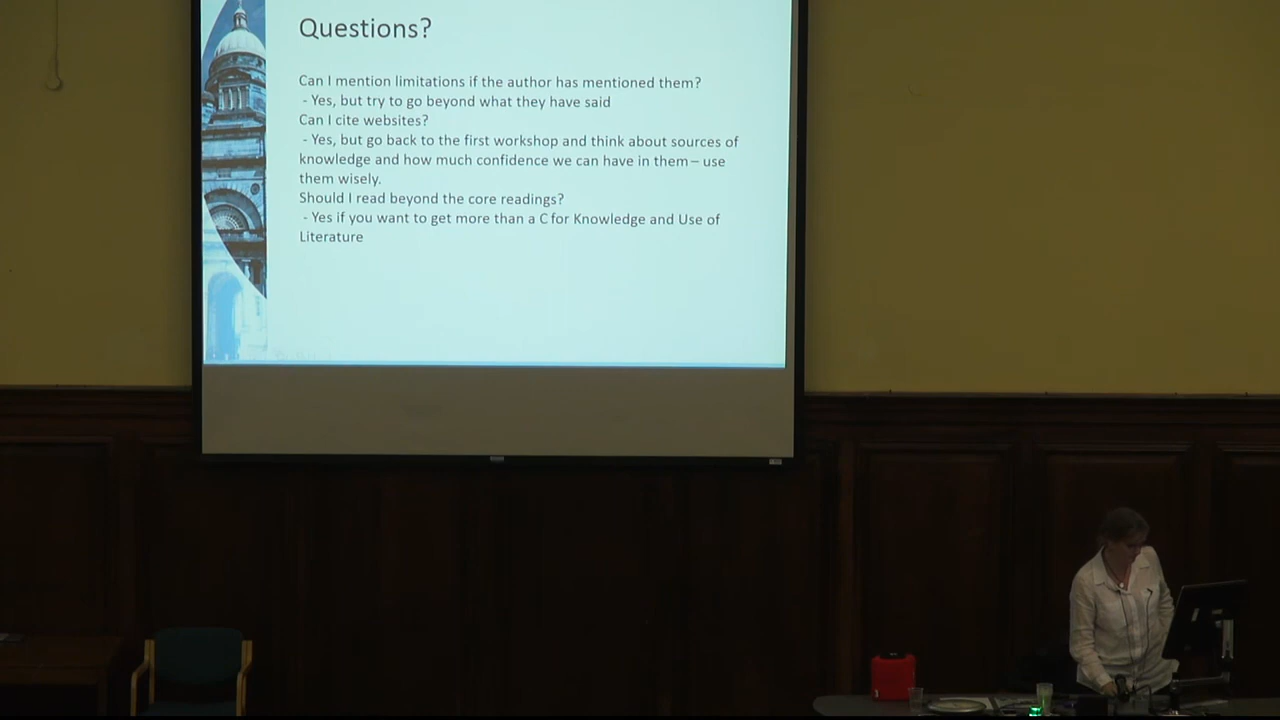 Questions?
Can I mention limitations if the author has mentioned them?
- Yes, but try to go beyond what they have said
Can I cite websites?
- Yes, but go back to the first workshop and think about sources of
knowledge and how much confidence we can have in them – use
them wisely.
Should I read beyond the core readings?
- Yes if you want to get more than a C for Knowledge and Use of
Literature